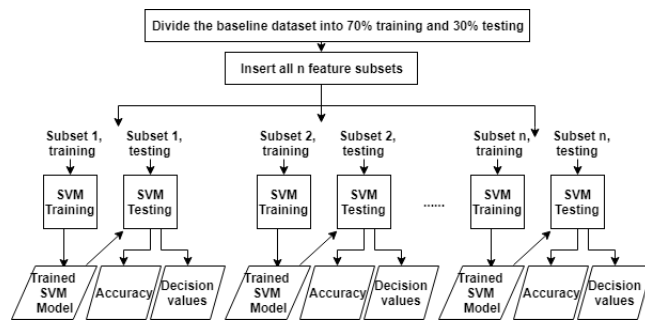 Divide the baseline dataset into 70% training and 30% testing
Insert all n feature subsets
Subset 1,
training
Subset 1,
testing
Subset 2,
training
Subset 2,
testing
Subset n,
training
Subset n,
testing
SVM
Training
SVM
Testing
SVM
Training
SVM
Testing
......
SVM
Training
SVM
Testing
Trained
SVM
Model
Accuracy
Decision
values
Trained
SVM
Model
Accuracy
Decision
values
Trained
SVM
Model
Accuracy
Decision
values